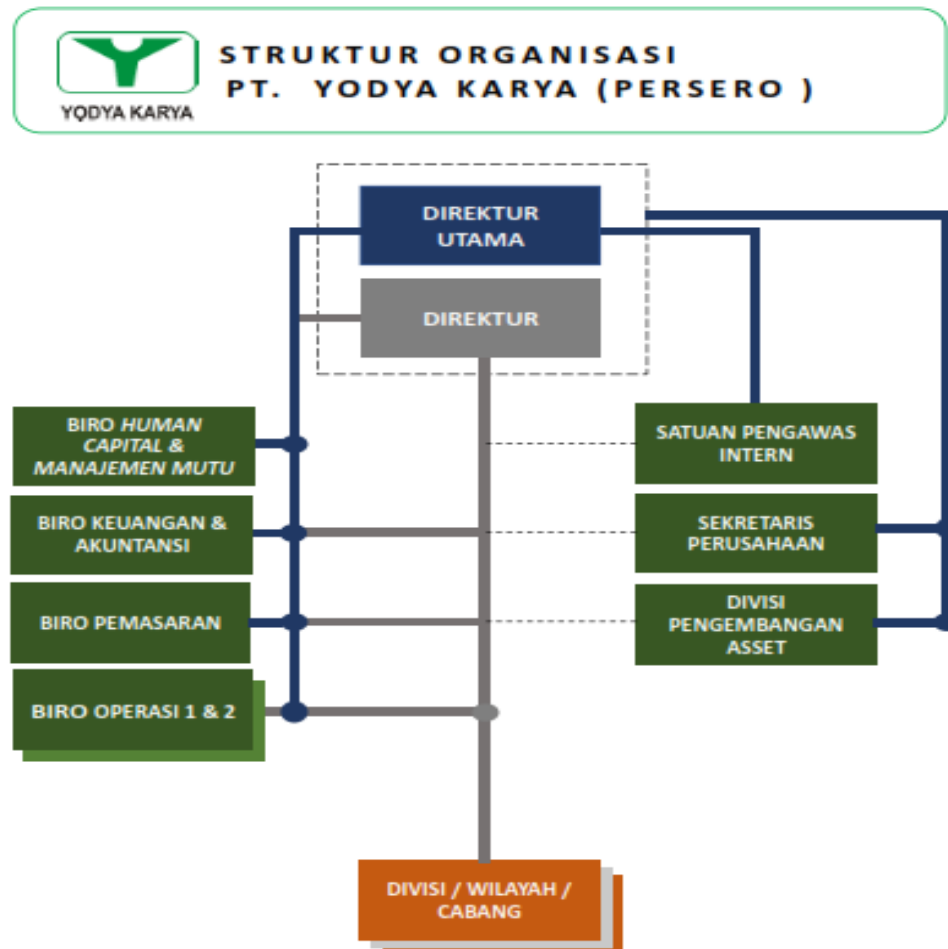 STRUKTUR ORGANISASI
PT. YODYA KARYA (PERSERO )
YODYA KARYA
DIREKTUR
UTAMA
DIREKTUR
BIRO HUMAN
CAPITAL &
MANAJEMEN MUTU
SATUAN PENGAWAS
INTERN
BIRO KEUANGAN &
AKUNTANSI
SEKRETARIS
PERUSAHAAN
BIRO PEMASARAN
DIVISI
PENGEMBANGAN
ASSET
BIRO OPERASI 1 & 2
DIVISI / WILAYAH /
CABANG